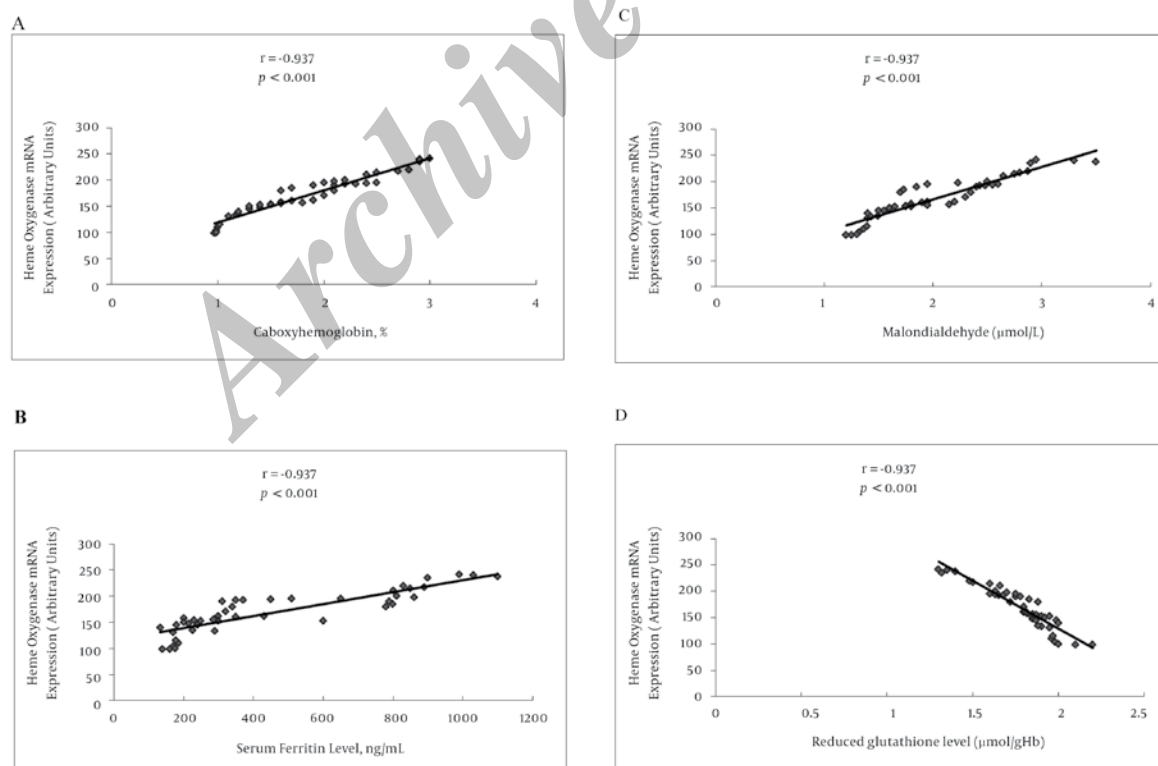 A
r = -0.937
p < 0.001
Heme Oxygenase mRNA
Expression ( Arbitrary Units)
300
250
200
150
100
50
0
0 1 2 3 4
Caboxyhemoglobin, %
C
r = -0.937
p < 0.001
Heme Oxygenase mRNA
Expression ( Arbitrary Units)
300
250
200
150
100
50
0
0 1 2 3 4
Malondialdehyde (μmol/L)
B
r = -0.937
p < 0.001
Heme Oxygenase mRNA
Expression ( Arbitrary Units)
300
250
200
150
100
50
0
0 200 400 600 800 1000 1200
Serum Ferritin Level, ng/mL
D
r = -0.937
p < 0.001
Heme Oxygenase mRNA
Expression ( Arbitrary Units)
300
250
200
150
100
50
0
0 0.5 1 1.5 2 2.5
Reduced glutathione level (μmol/gHb)
Archive